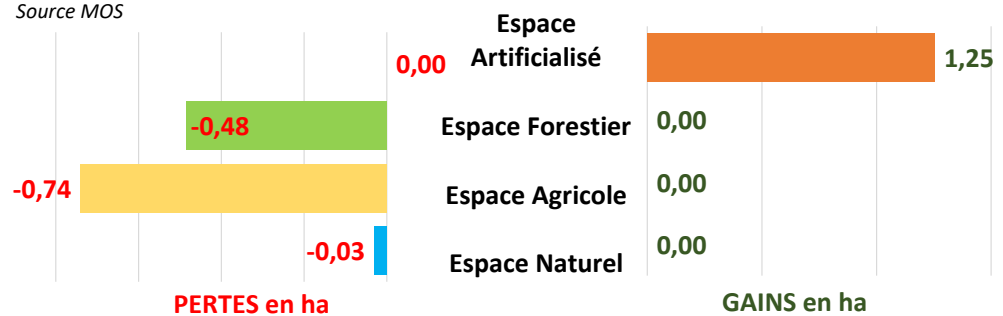 Source MOS
Espace
Artificialisé
0,00
1,25
-0,48
Espace Forestier
0,00
-0,74
Espace Agricole
0,00
-0,03
Espace Naturel
0,00
PERTES en ha
GAINS en ha